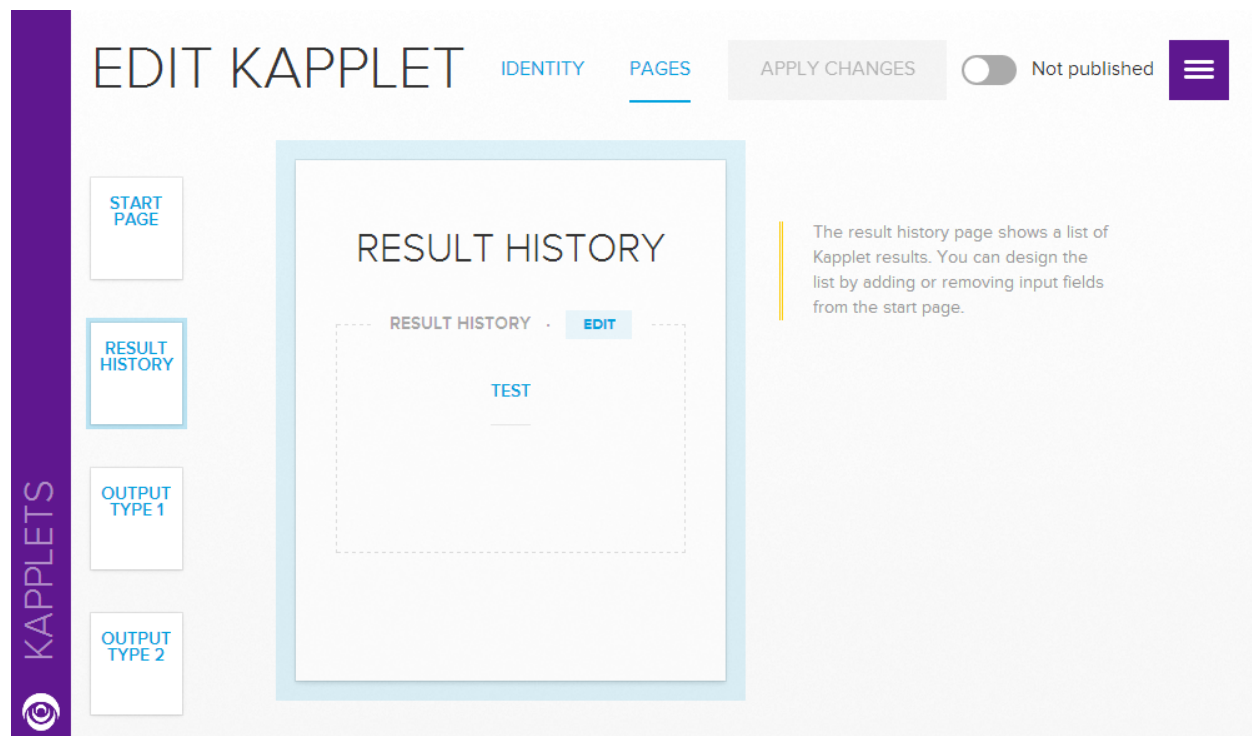 EDIT KAPPLET
IDENTITY
PAGES
APPLY CHANGES
Not published
START
PAGE
RESULT
HISTORY
OUTPUT
TYPE 1
OUTPUT
TYPE 2
KAPPLETS
RESULT HISTORY
RESULT HISTORY · EDIT
TEST
The result history page shows a list of
Kapplet results. You can design the
list by adding or removing input fields
from the start page.